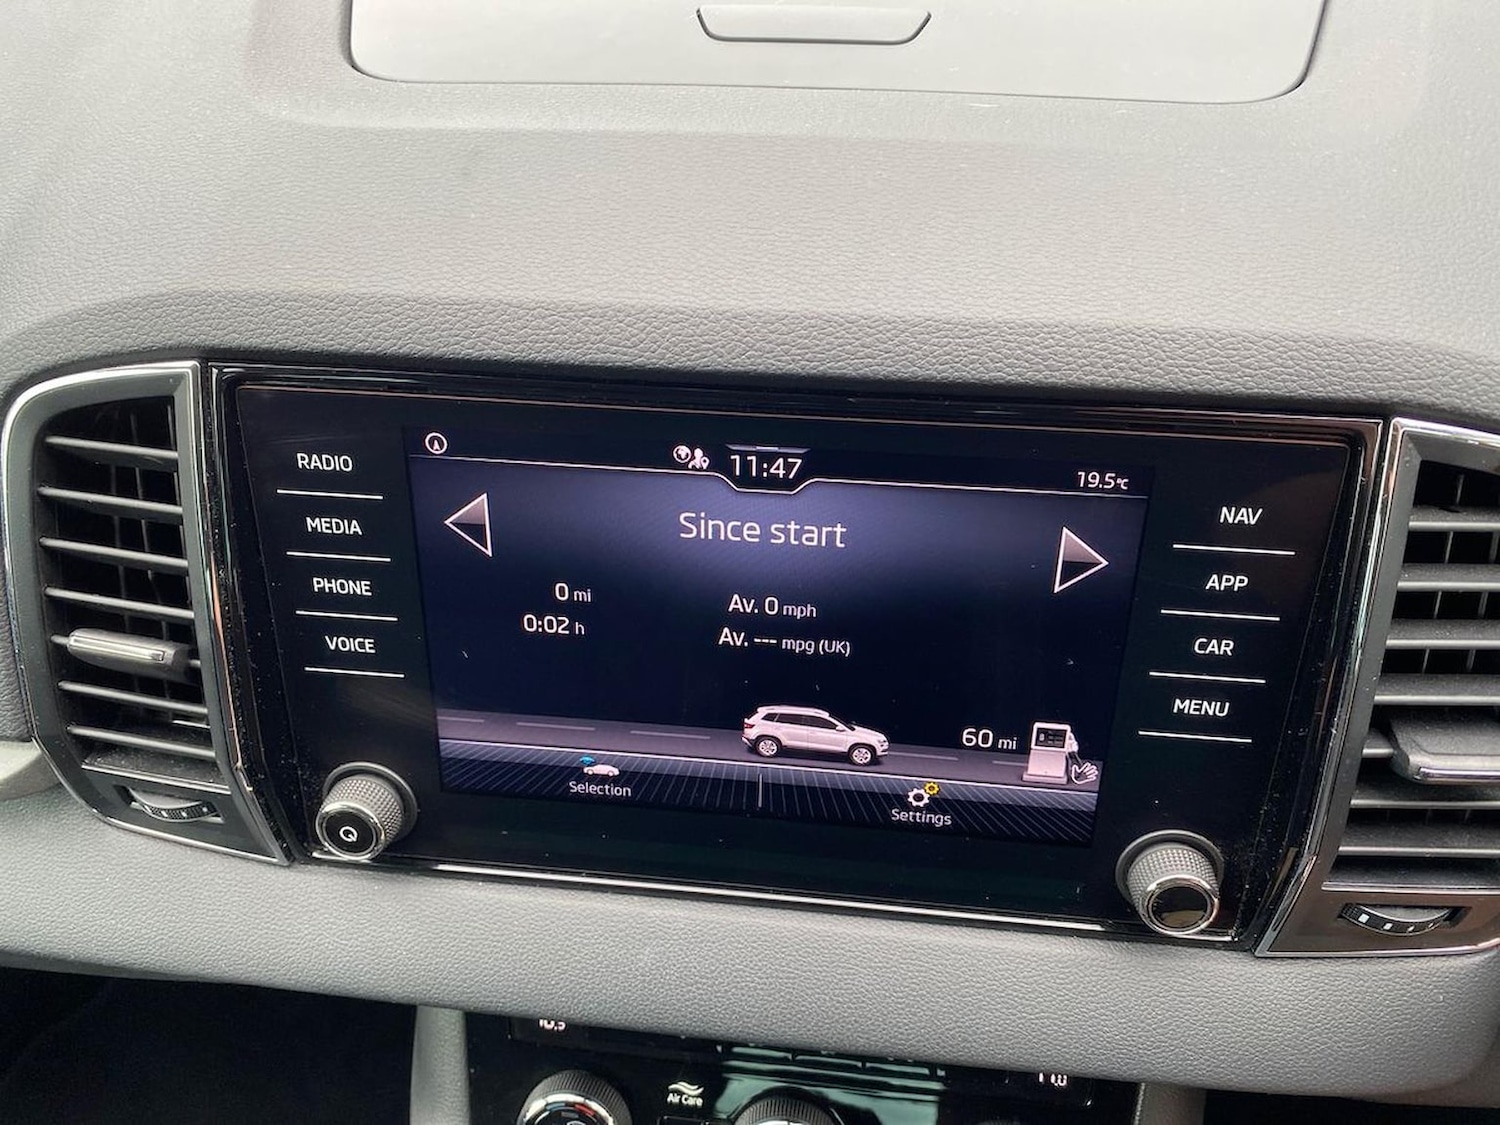 11:47
19.5°C
RADIO
MEDIA
PHONE
VOICE
Since start
0 mi
0:02 h
Av. 0 mph
Av. --- mpg (UK)
60 mi
Selection
Settings
NAV
APP
CAR
MENU
Air Care